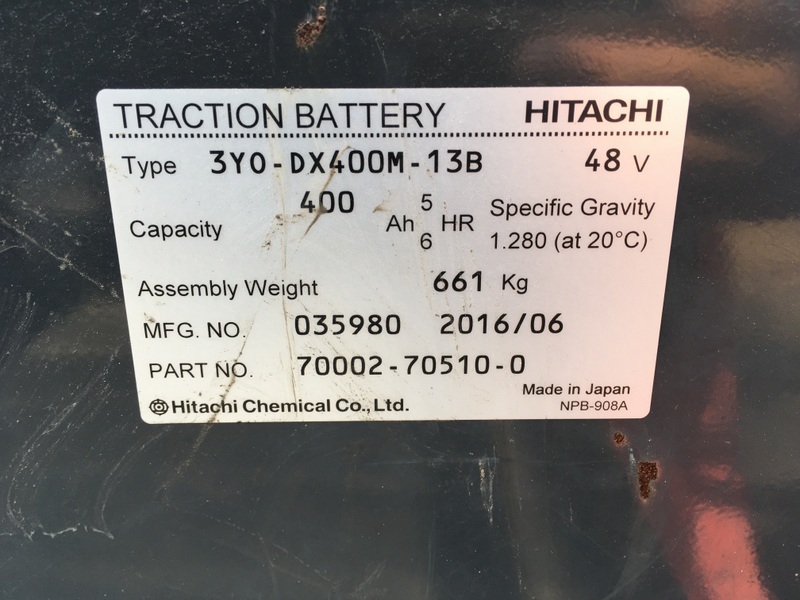 TRACTION BATTERY HITACHI
Type 3Y0-DX400M-13B 48 V
Capacity 400 Ah 5 HR Specific Gravity
6 1.280 (at 20°C)
Assembly Weight 661 Kg
MFG. NO. 035980 2016/06
PART NO. 70002-70510-0
Made in Japan
Hitachi Chemical Co., Ltd. NPB-908A